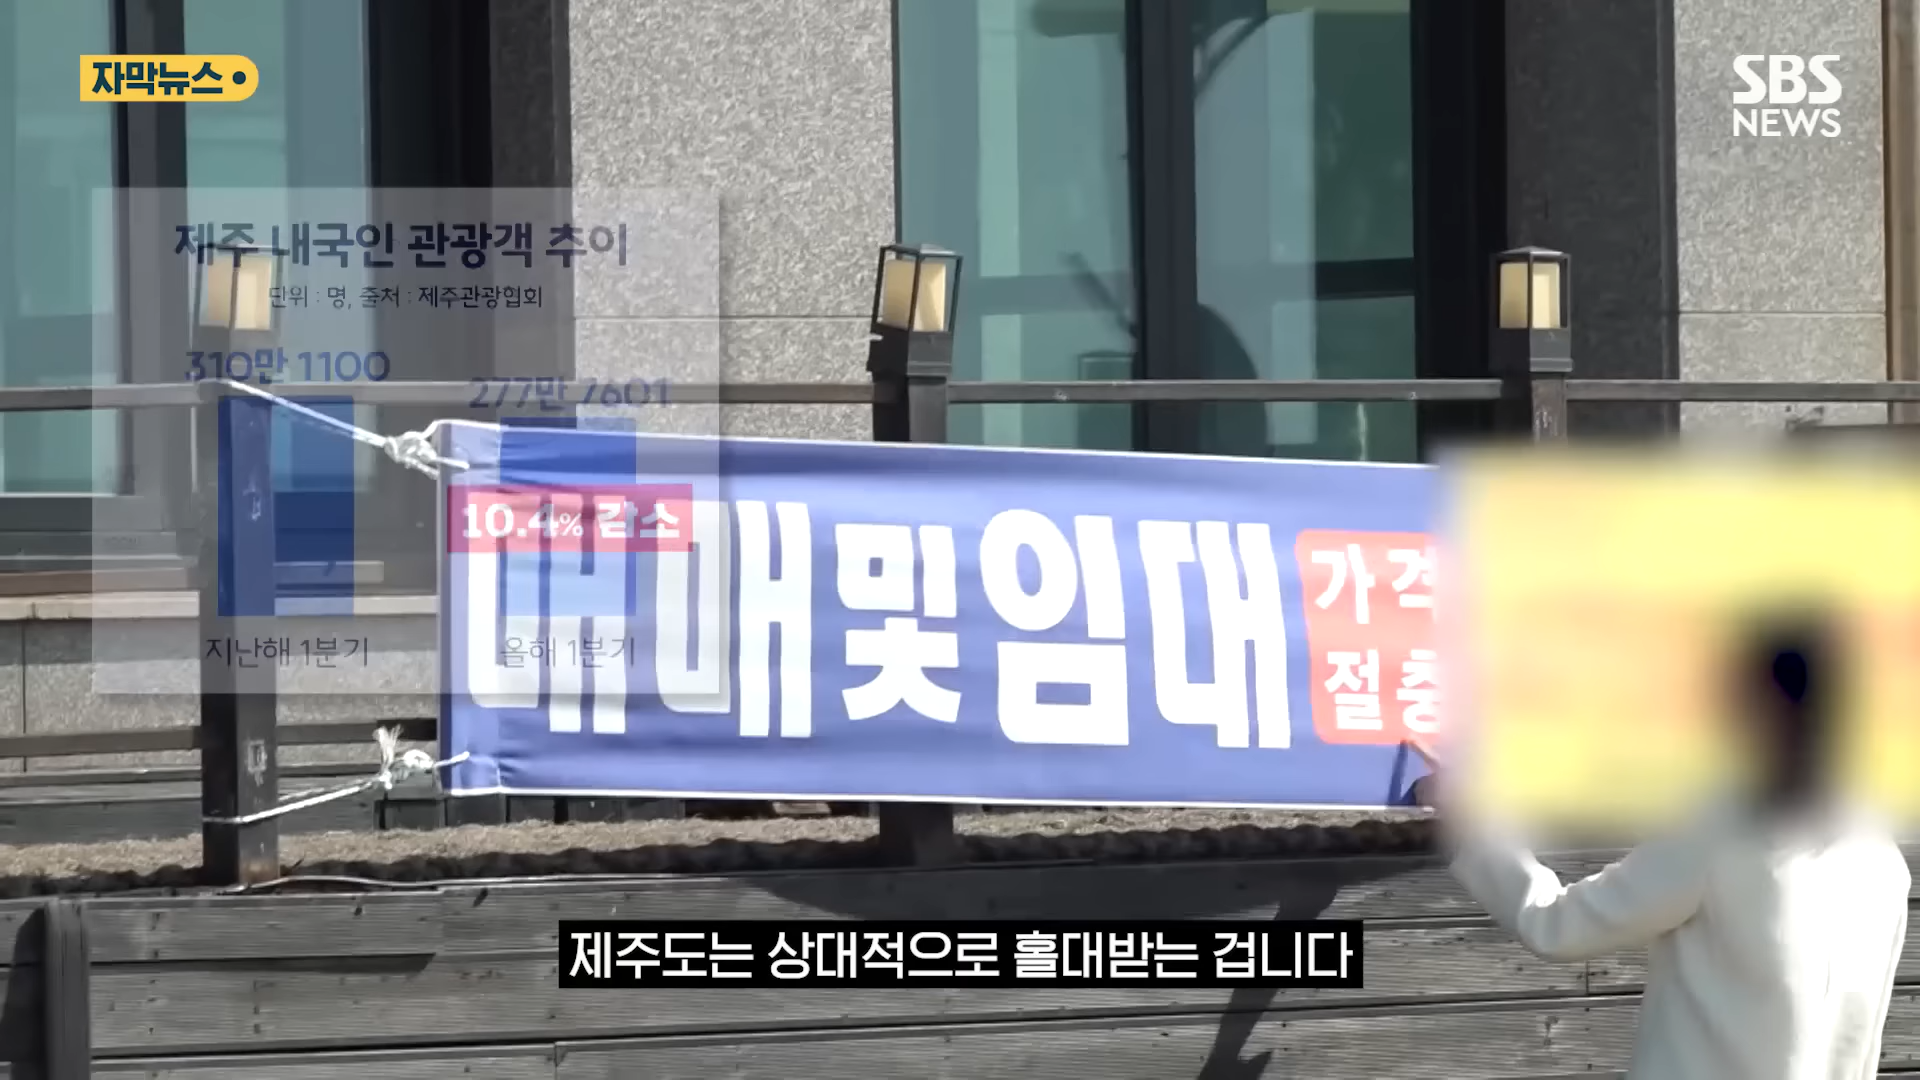 자막뉴스
SBS
NEWS
제주 내국인 관광객 추이
단위 : 명, 출처 : 제주관광협회
310만 1100
277만 7601
10.4% 감소
지난해 1분기
올해 1분기
매매 및 임대
가격
절충
제주도는 상대적으로 홀대받는 겁니다